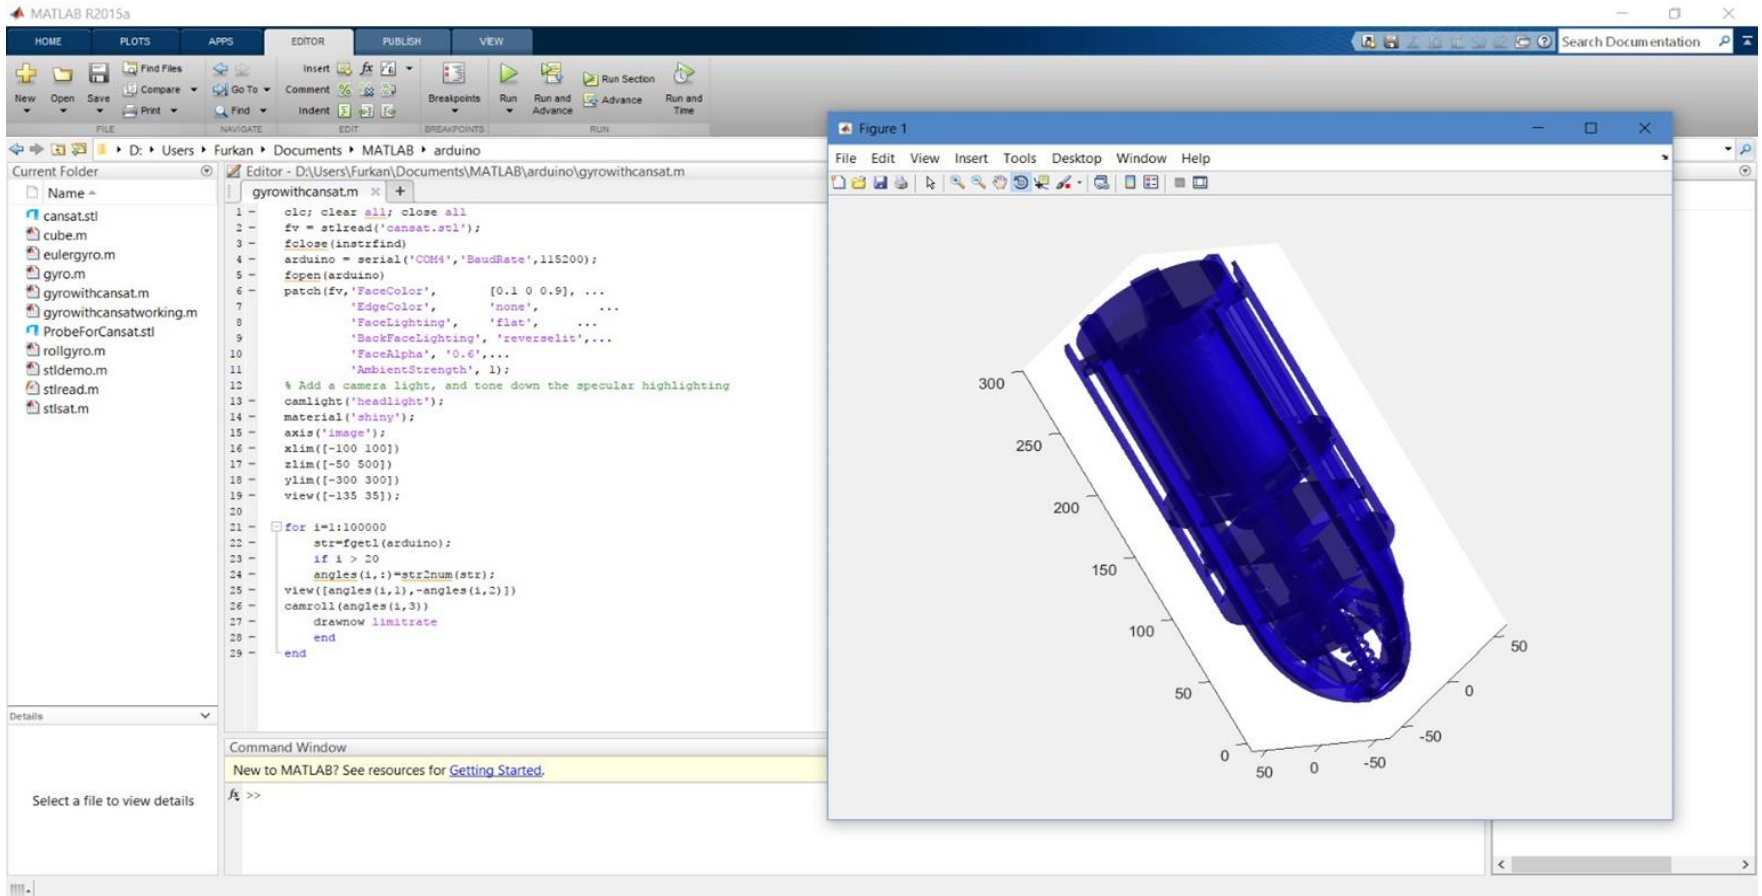 MATLAB R2015a
HOME PLOTS APPS EDITOR PUBLISH VIEW
Search Documentation
New Open Save Find Files Compare Print
Go To Find
Insert Comment Indent
Breakpoints
Run Run and Advance Run Section Advance Run and Time
FILE NAVIGATE EDIT BREAKPOINTS RUN
D: Users Furkan Documents MATLAB arduino
Current Folder
Name
cansat.stl
cube.m
eulergyro.m
gyro.m
gyrowithcansat.m
gyrowithcansatworking.m
ProbeForCansat.stl
rollgyro.m
stldemo.m
stlread.m
stlsat.m
Details
Select a file to view details
Editor - D:\Users\Furkan\Documents\MATLAB\arduino\gyrowithcansat.m
gyrowithcansat.m
1 - clc; clear all; close all
2 - fv = stlread('cansat.stl');
3 - fclose(instrfind)
4 - arduino = serial('COM4','BaudRate',115200);
5 - fopen(arduino)
6 - patch(fv,'FaceColor', [0.1 0 0.9], ...
7 'EdgeColor', 'none', ...
8 'FaceLighting', 'flat', ...
9 'BackFaceLighting', 'reverselit',...
10 'FaceAlpha', '0.6',...
11 'AmbientStrength', 1);
12 % Add a camera light, and tone down the specular highlighting
13 - camlight('headlight');
14 - material('shiny');
15 - axis('image');
16 - xlim([-100 100])
17 - zlim([-50 500])
18 - ylim([-300 300])
19 - view([-135 35]);
20
21 - for i=1:100000
22 - str=fgetl(arduino);
23 - if i > 20
24 - angles(i,:)=str2num(str);
25 - view([angles(i,1),-angles(i,2)])
26 - camroll(angles(i,3))
27 - drawnow limitrate
28 - end
29 - end
Command Window
New to MATLAB? See resources for Getting Started.
fx >>
Figure 1
File Edit View Insert Tools Desktop Window Help
300
250
200
150
100
50
0
50 0 -50
-50
0
50